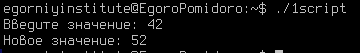 egorniyinstitute@EgoroPomidoro:~$ ./1script
Введите значение: 42
Новое значение: 52